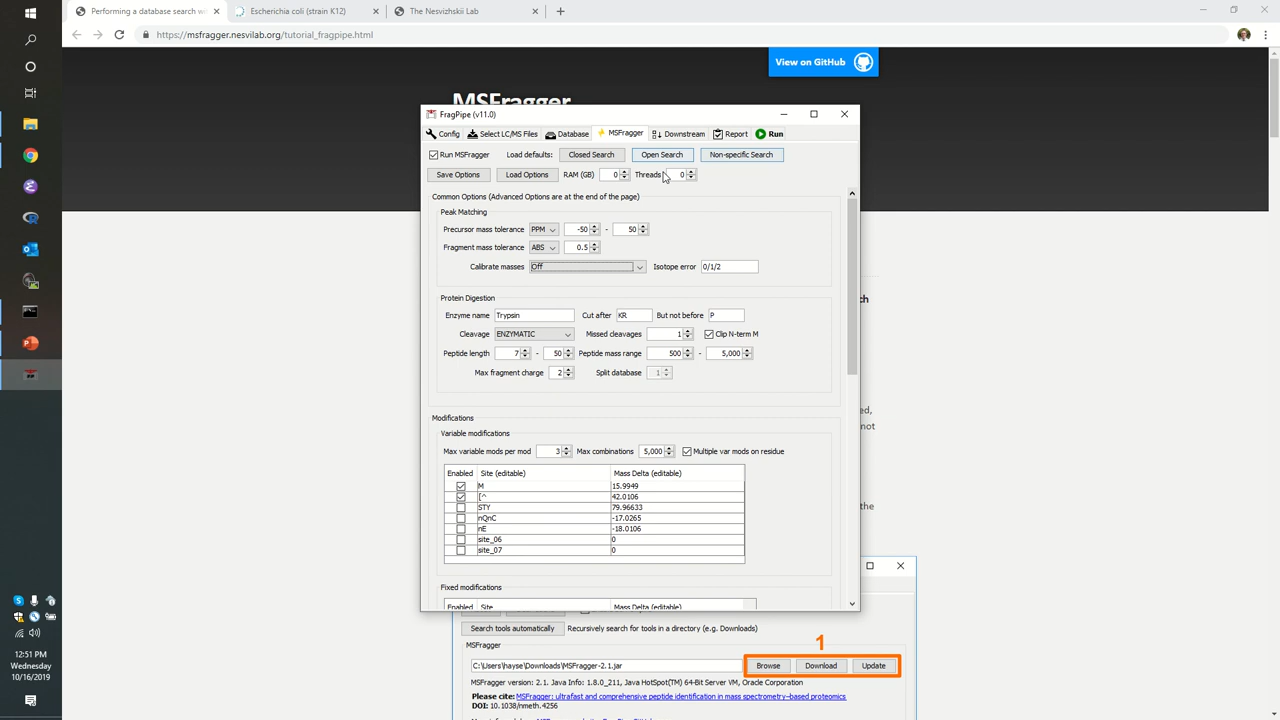 Performing a database search wit
Escherichia coli (strain K12)
The Nesvizhskii Lab
https://msfragger.nesvilab.org/tutorial_fragpipe.html
View on GitHub
MSFragger
FragPipe (v11.0)
Config Select LC/MS Files Database MSFragger Downstream Report Run
Run MSFragger Load defaults: Closed Search Open Search Non-specific Search
Save Options Load Options RAM (GB) 0 Threads 0
Common Options (Advanced Options are at the end of the page)
Peak Matching
Precursor mass tolerance PPM -50 - 50
Fragment mass tolerance ABS 0.5
Calibrate masses Off Isotope error 0/1/2
Protein Digestion
ch
Enzyme name Trypsin Cut after KR But not before P
Cleavage ENZYMATIC Missed cleavages 1 Clip N-term M
Peptide length 7 - 50 Peptide mass range 500 - 5,000
Max fragment charge 2 Split database 1
ed,
Modifications
not
Variable modifications
Max variable mods per mod 3 Max combinations 5,000 Multiple var mods on residue
Enabled Site (editable) Mass Delta (editable)
M 15.9949
[^ 42.0106
STY 79.96633
the
nQnC -17.0265
nE -18.0106
site_06 0
site_07 0
Fixed modifications
Enabled Site Mass Delta (editable)
Search tools automatically Recursively search for tools in a directory (e.g. Downloads)
1
MSFragger
C:\Users\hayse\Downloads\MSFragger-2.1.jar Browse Download Update
MSFragger version: 2.1. Java Info: 1.8.0_211, Java HotSpot(TM) 64-Bit Server VM, Oracle Corporation
Please cite: MSFragger: ultrafast and comprehensive peptide identification in mass spectrometry–based proteomics
DOI: 10.1038/nmeth.4256
12:51 PM
Wednesday
10/16/2019